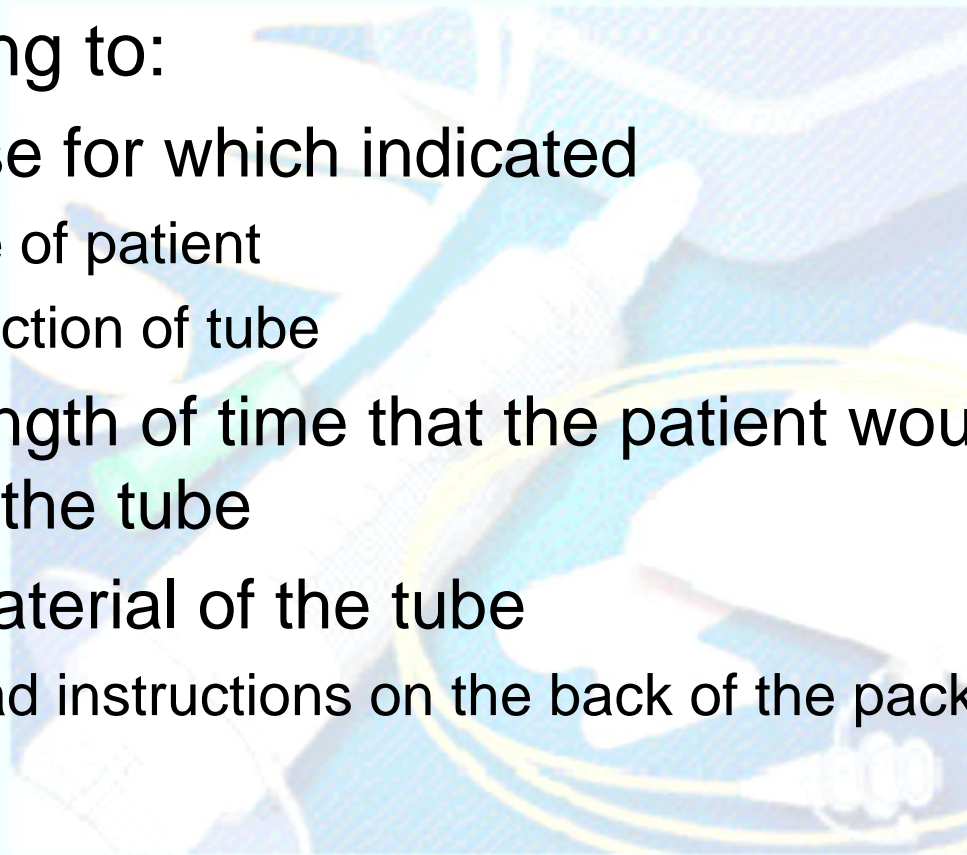 ng to:
se for which indicated
e of patient
ction of tube
ngth of time that the patient wou
the tube
aterial of the tube
ad instructions on the back of the pack